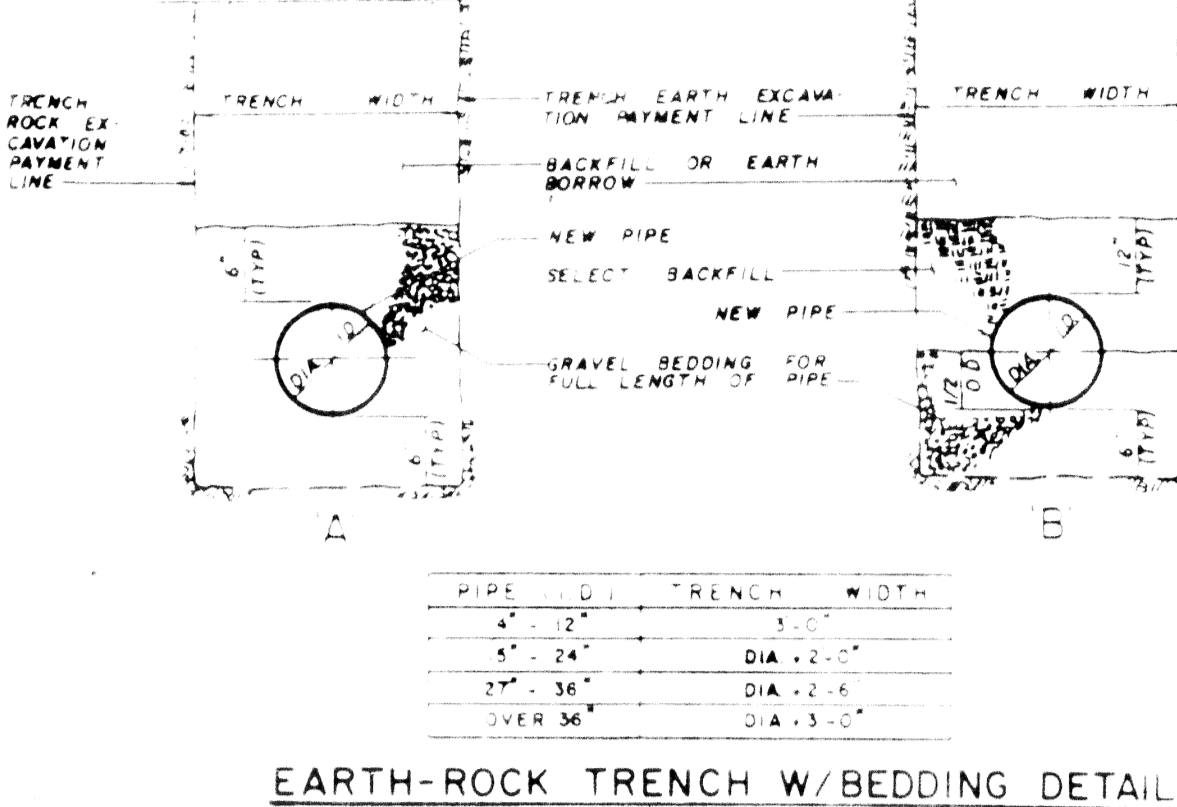 TRENCH
ROCK EX-
CAVATION
PAYMENT
LINE
TRENCH WIDTH
TRENCH EARTH EXCAVA-
TION PAYMENT LINE
BACKFILL OR EARTH
BORROW
NEW PIPE
SELECT BACKFILL
NEW PIPE
GRAVEL BEDDING FOR
FULL LENGTH OF PIPE
6" (TYP)
DIA. I.D.
6" (TYP)
'A'
TRENCH WIDTH
12" (TYP)
1/2 O.D.
DIA. I.D.
6" (TYP)
'B'
PIPE (I.D.) TRENCH WIDTH
4" - 12" 3'-0"
5" - 24" DIA. + 2'-0"
27" - 36" DIA. + 2'-6"
OVER 36" DIA. + 3'-0"
EARTH-ROCK TRENCH W/BEDDING DETAIL